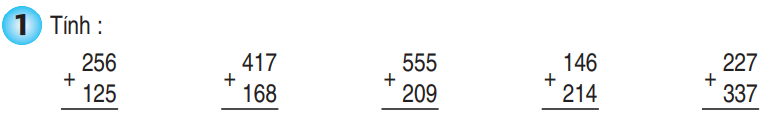 1 Tính :
256 417 555 146 227
+ + + + +
125 168 209 214 337